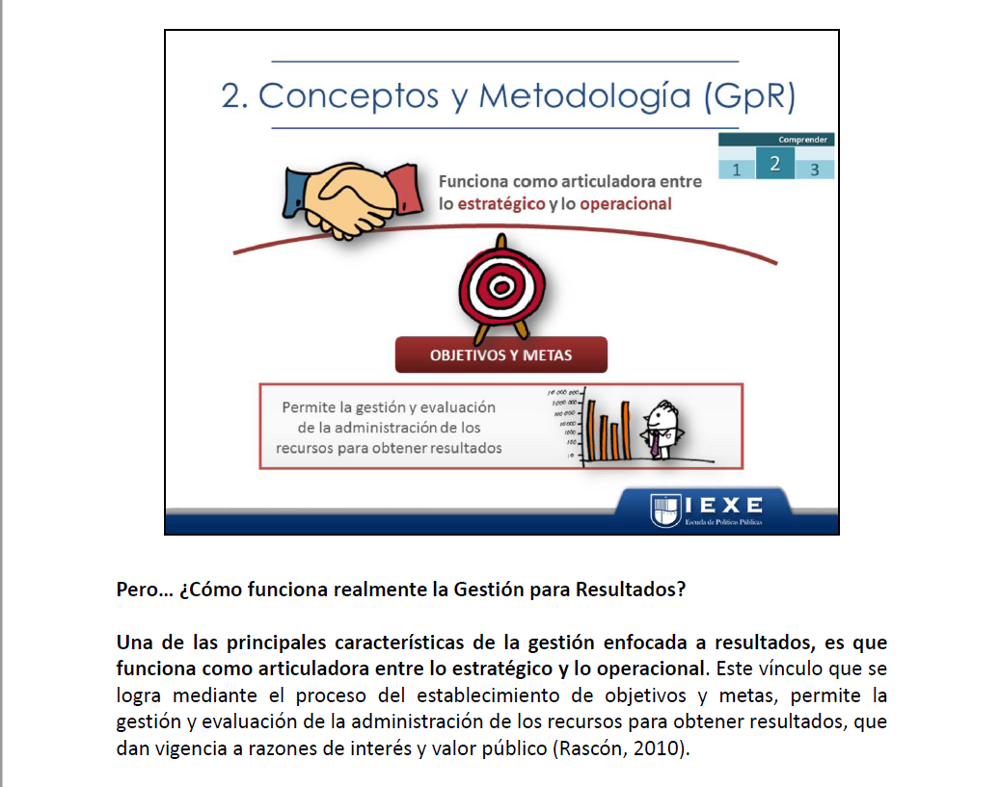 2. Conceptos y Metodología (GpR)
Comprender
1 2 3
Funciona como articuladora entre
lo estratégico y lo operacional
OBJETIVOS Y METAS
Permite la gestión y evaluación
de la administración de los
recursos para obtener resultados
10 000 000
1000 000
100 000
10 000
1000
100
10
IEXE
Escuela de Políticas Públicas
Pero... ¿Cómo funciona realmente la Gestión para Resultados?
Una de las principales características de la gestión enfocada a resultados, es que
funciona como articuladora entre lo estratégico y lo operacional. Este vínculo que se
logra mediante el proceso del establecimiento de objetivos y metas, permite la
gestión y evaluación de la administración de los recursos para obtener resultados, que
dan vigencia a razones de interés y valor público (Rascón, 2010).